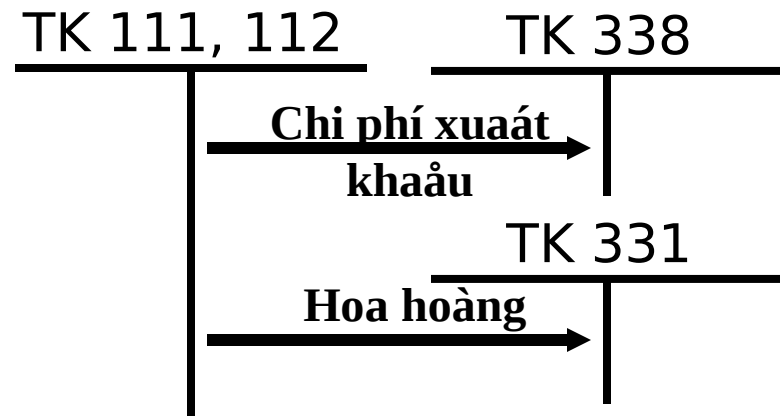 TK 111, 112
TK 338
Chi phí xuaát
khaåu
TK 331
Hoa hoàng